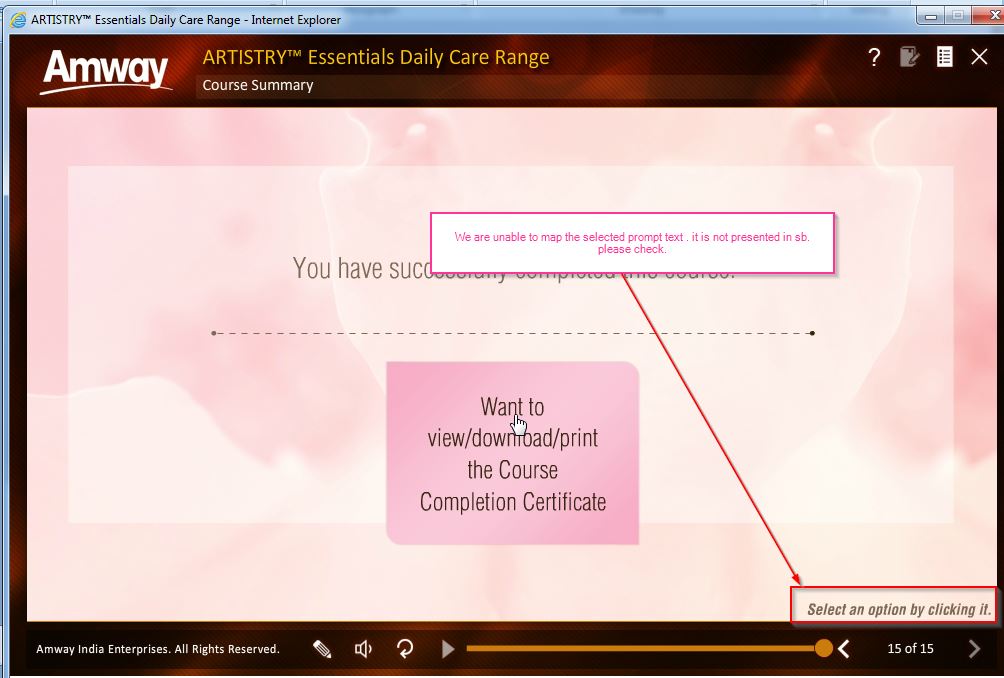 ARTISTRY™ Essentials Daily Care Range - Internet Explorer
Amway
ARTISTRY™ Essentials Daily Care Range
?
Course Summary
We are unable to map the selected prompt text . it is not presented in sb.
please check.
You have successfully completed this course.
Want to
view/download/print
the Course
Completion Certificate
Select an option by clicking it.
Amway India Enterprises. All Rights Reserved.
15 of 15